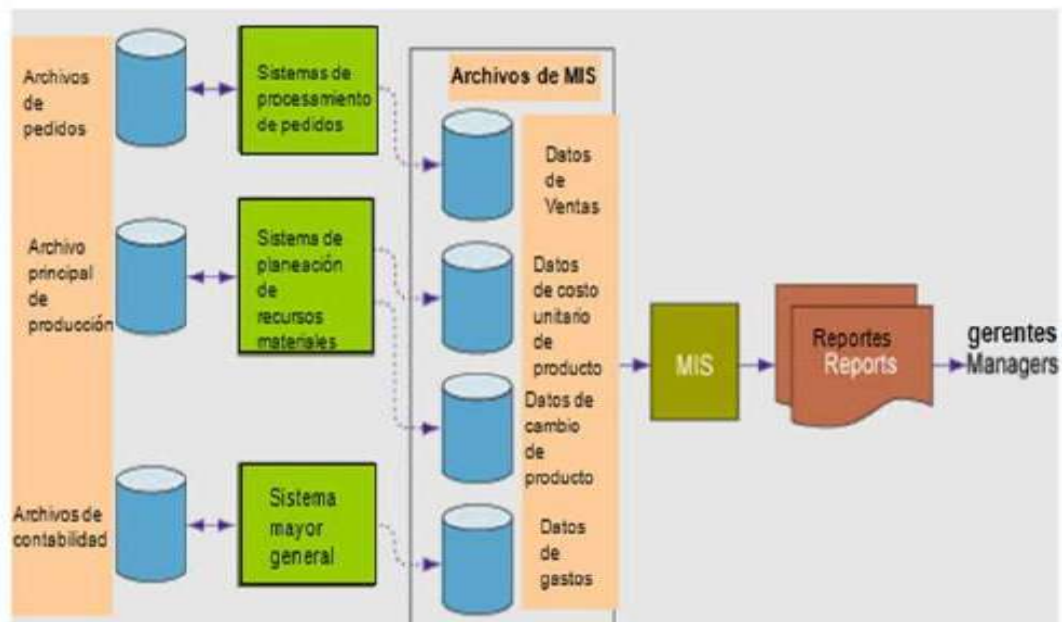 Archivos
de
pedidos
Sistemas de
procesamiento
de pedidos
Archivos de MIS
Datos
de
Ventas
Archivo
principal
de
producción
Sistema de
planeación
de
recursos
materiales
Datos
de costo
unitario
de
producto
Datos de
cambio
de
producto
MIS
Reportes
Reports
gerentes
Managers
Archivos de
contabilidad
Sistema
mayor
general
Datos
de
gastos